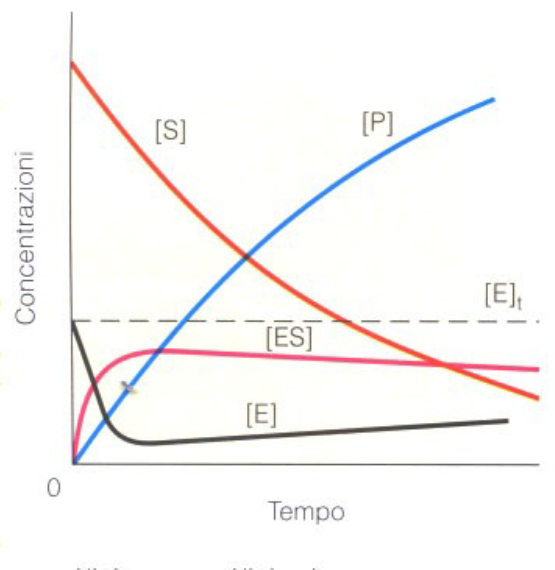 [S]
[P]
Concentrazioni
[E]t
[ES]
[E]
0
Tempo